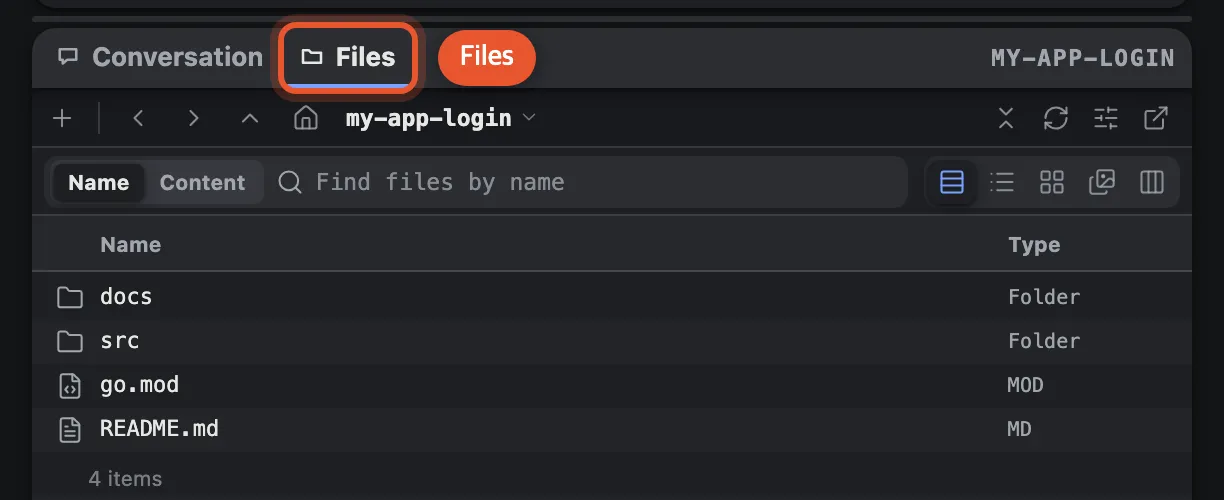 Conversation Files Files MY-APP-LOGIN
my-app-login
Name Content Find files by name
Name Type
docs Folder
src Folder
go.mod MOD
README.md MD
4 items